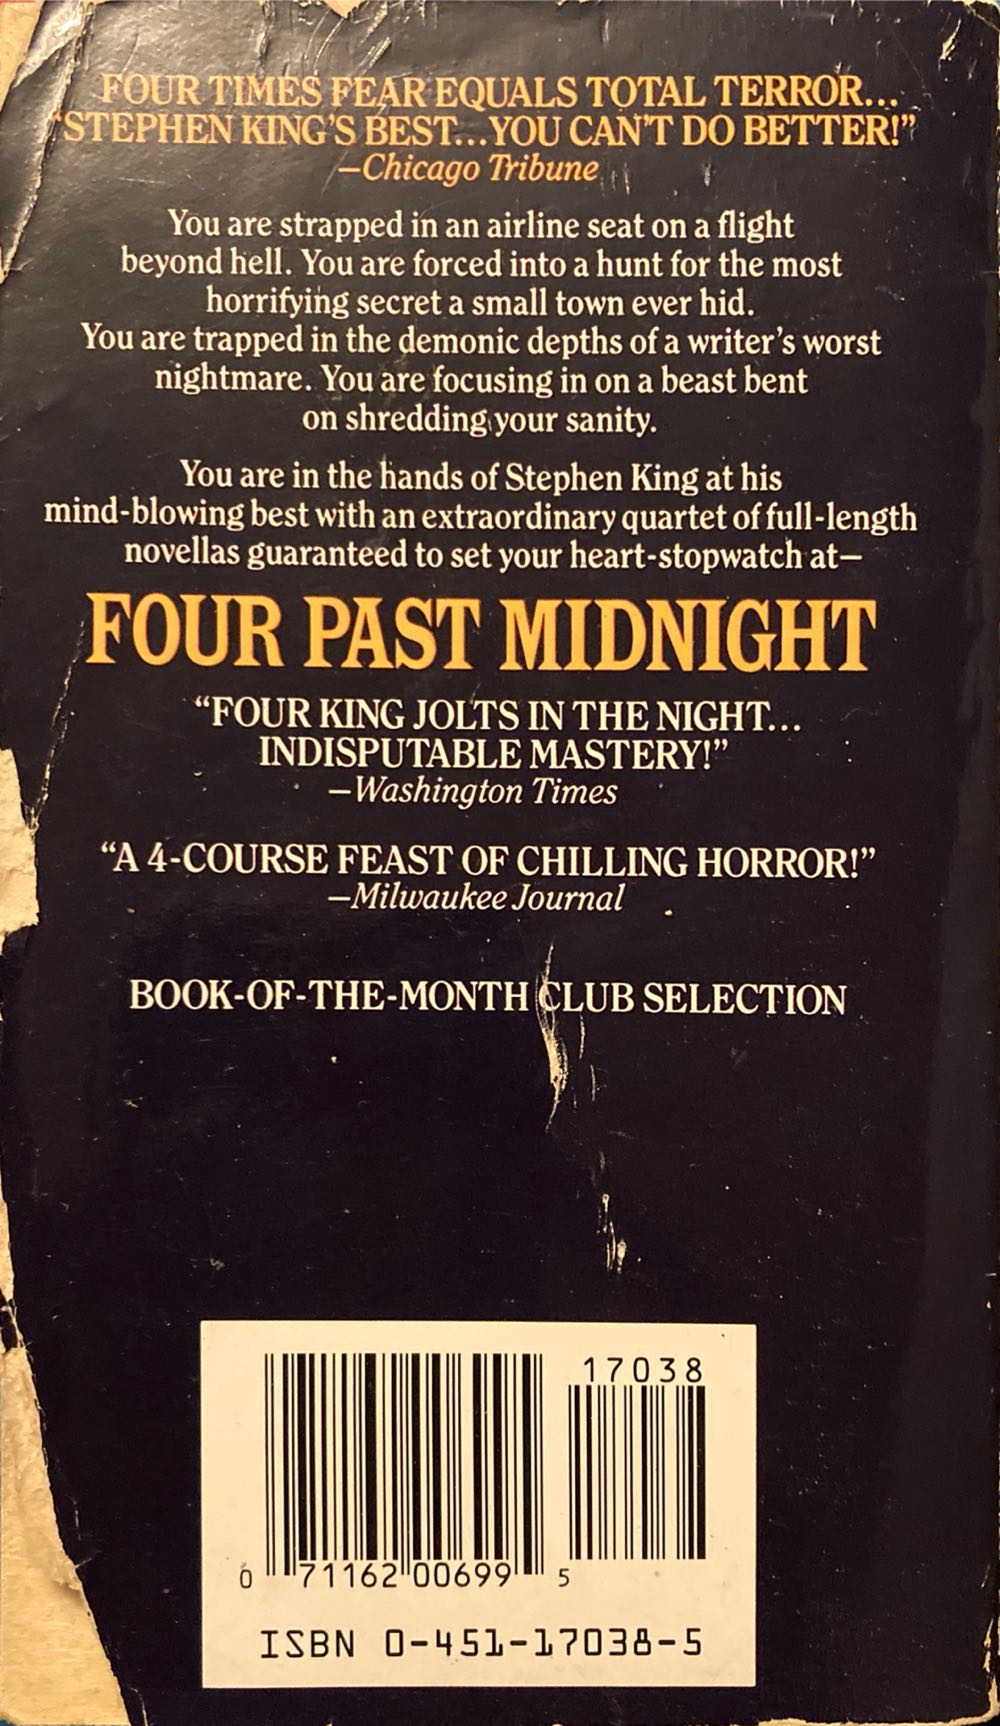 FOUR TIMES FEAR EQUALS TOTAL TERROR...
"STEPHEN KING'S BEST...YOU CAN'T DO BETTER!"
—Chicago Tribune
You are strapped in an airline seat on a flight
beyond hell. You are forced into a hunt for the most
horrifying secret a small town ever hid.
You are trapped in the demonic depths of a writer's worst
nightmare. You are focusing in on a beast bent
on shredding your sanity.
You are in the hands of Stephen King at his
mind-blowing best with an extraordinary quartet of full-length
novellas guaranteed to set your heart-stopwatch at—
FOUR PAST MIDNIGHT
"FOUR KING JOLTS IN THE NIGHT...
INDISPUTABLE MASTERY!"
—Washington Times
"A 4-COURSE FEAST OF CHILLING HORROR!"
—Milwaukee Journal
BOOK-OF-THE-MONTH CLUB SELECTION
17038
0 71162 00699 5
ISBN 0-451-17038-5